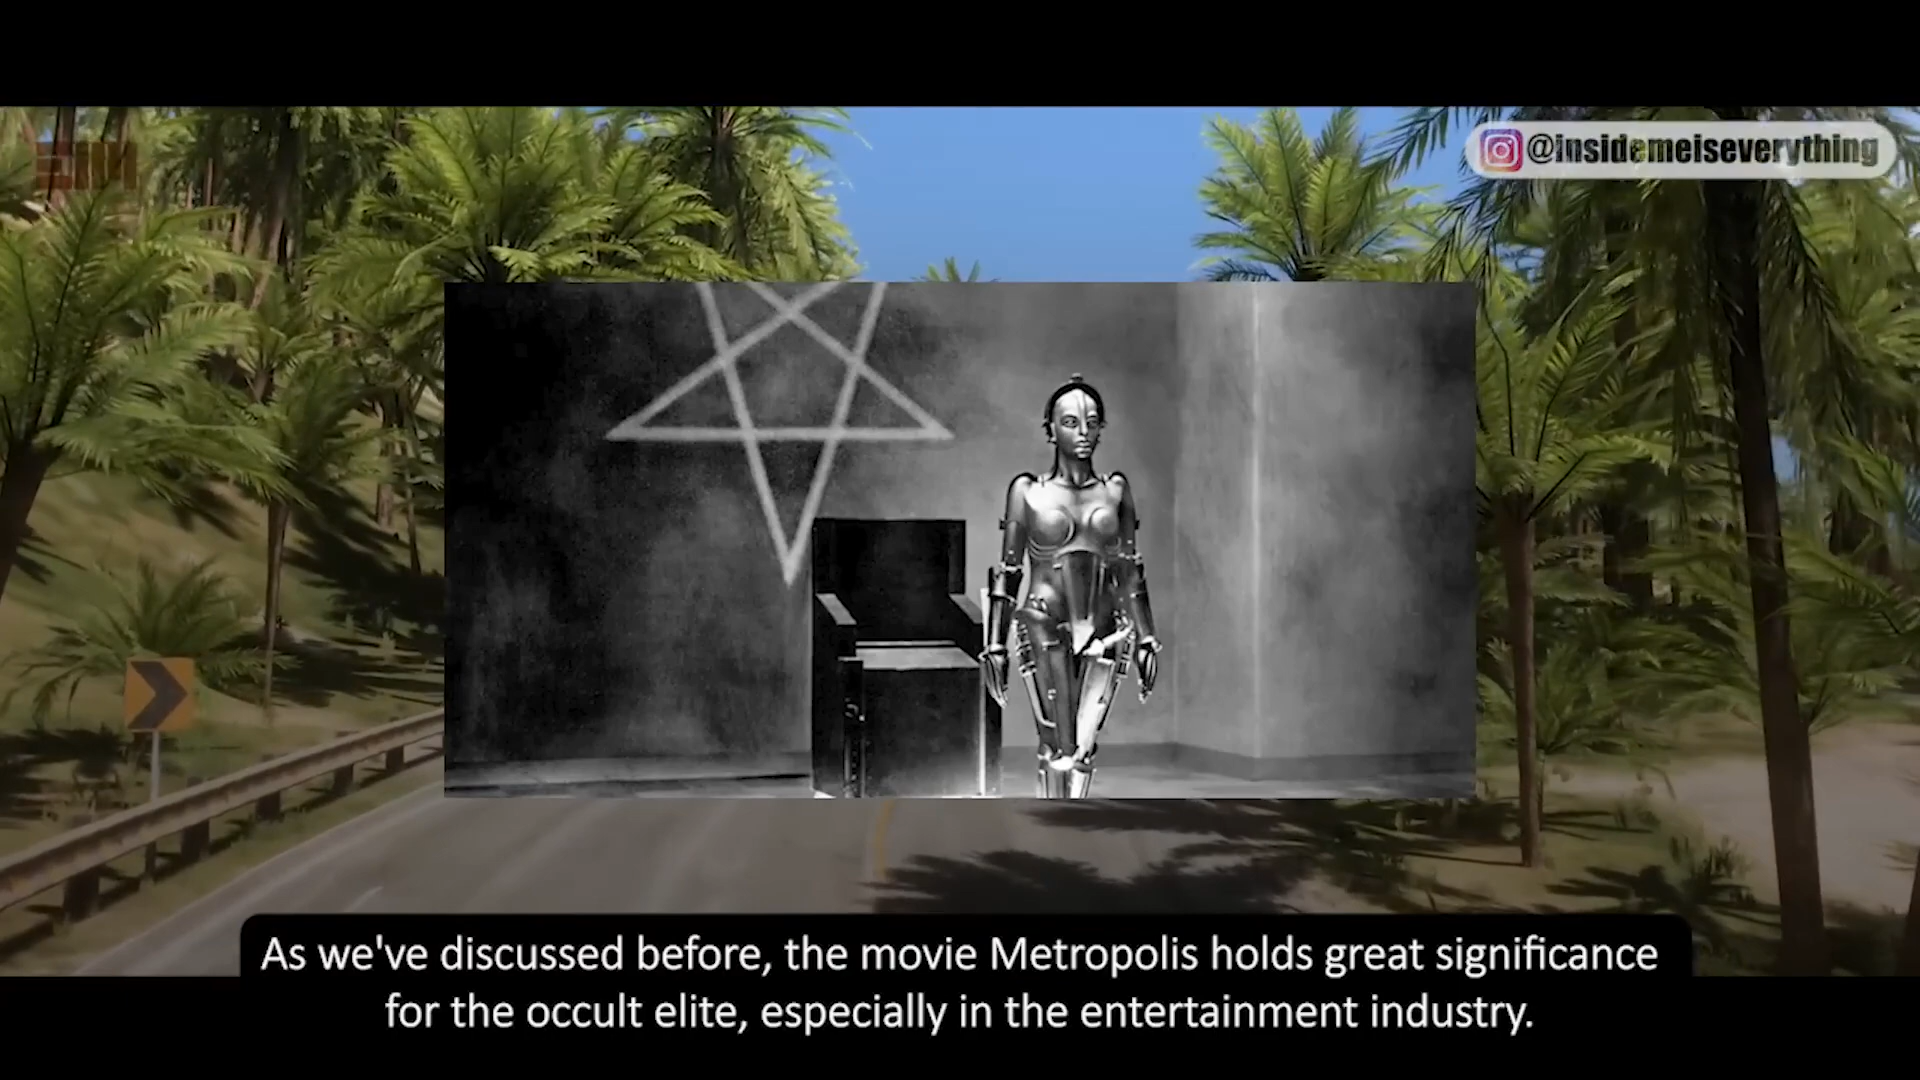 @insidemeiseverything
As we've discussed before, the movie Metropolis holds great significance
for the occult elite, especially in the entertainment industry.